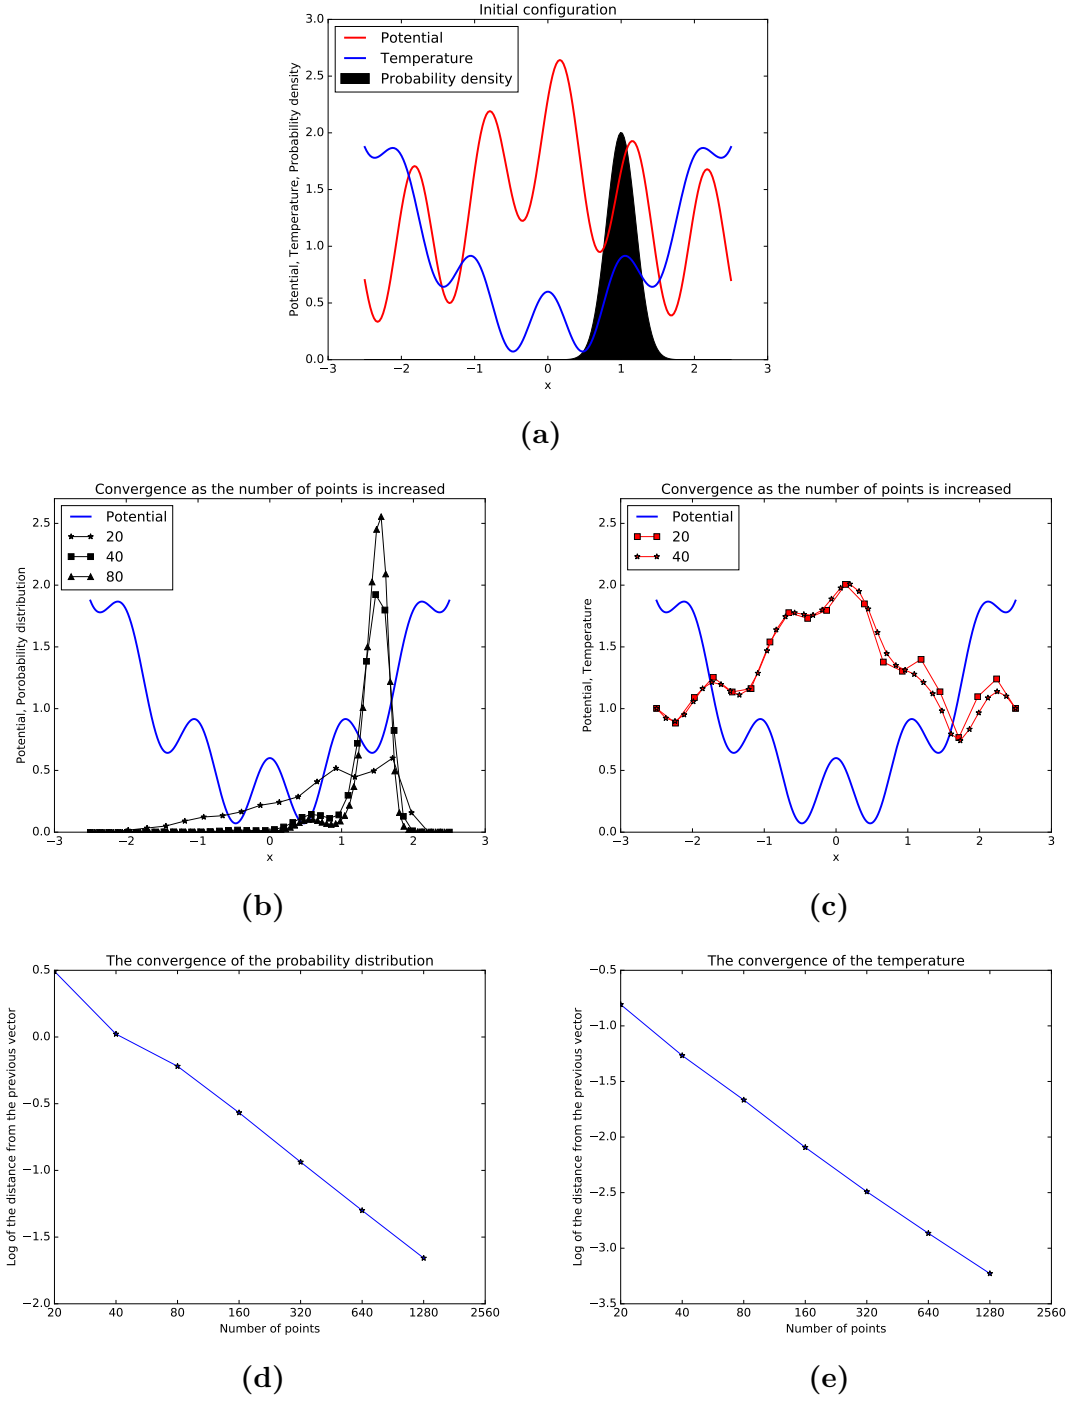 Initial configuration
Potential
Temperature
Probability density
Potential, Temperature, Probability density
3.0
2.5
2.0
1.5
1.0
0.5
0.0
−3 −2 −1 0 1 2 3
x
(a)
Convergence as the number of points is increased
Potential
20
40
80
Potential, Porobability distribution
2.5
2.0
1.5
1.0
0.5
0.0
−3 −2 −1 0 1 2 3
x
(b)
Convergence as the number of points is increased
Potential
20
40
Potential, Temperature
2.5
2.0
1.5
1.0
0.5
0.0
−3 −2 −1 0 1 2 3
x
(c)
The convergence of the probability distribution
Log of the distance from the previous vector
0.5
0.0
−0.5
−1.0
−1.5
−2.0
20 40 80 160 320 640 1280 2560
Number of points
(d)
The convergence of the temperature
Log of the distance from the previous vector
−0.5
−1.0
−1.5
−2.0
−2.5
−3.0
−3.5
20 40 80 160 320 640 1280 2560
Number of points
(e)